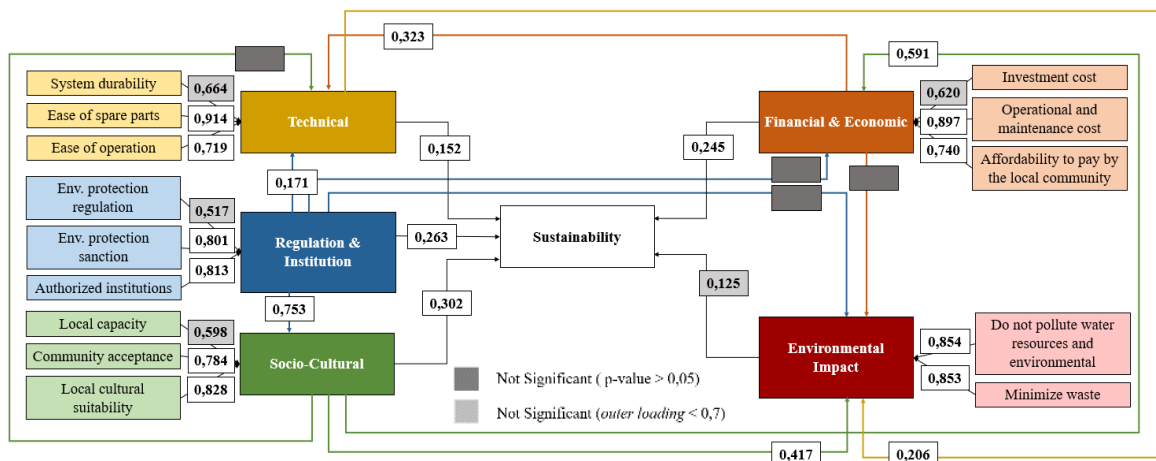 0,323
0,591
System durability
0,664
Ease of spare parts
0,914
Ease of operation
0,719
Technical
0,152
0,171
Financial & Economic
0,245
Investment cost
0,620
Operational and
maintenance cost
0,897
Affordability to pay by
the local community
0,740
Env. protection
regulation
0,517
Env. protection
sanction
0,801
Authorized institutions
0,813
Regulation &
Institution
0,263
Sustainability
0,753
0,302
0,125
Local capacity
0,598
Community acceptance
0,784
Local cultural
suitability
0,828
Socio-Cultural
Environmental
Impact
0,854
Do not pollute water
resources and
environmental
0,853
Minimize waste
Not Significant ( p-value > 0,05)
Not Significant (outer loading < 0,7)
0,417
0,206